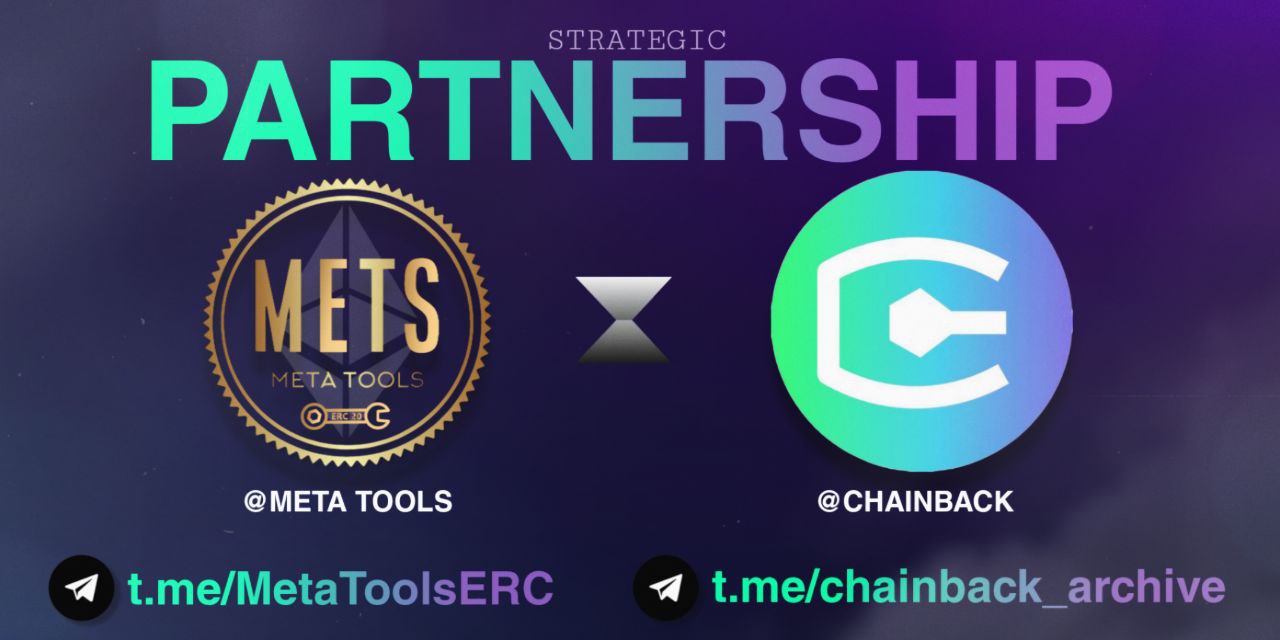 STRATEGIC
PARTNERSHIP
METS
META TOOLS
ERC 20
@META TOOLS
@CHAINBACK
t.me/MetaToolsERC
t.me/chainback_archive